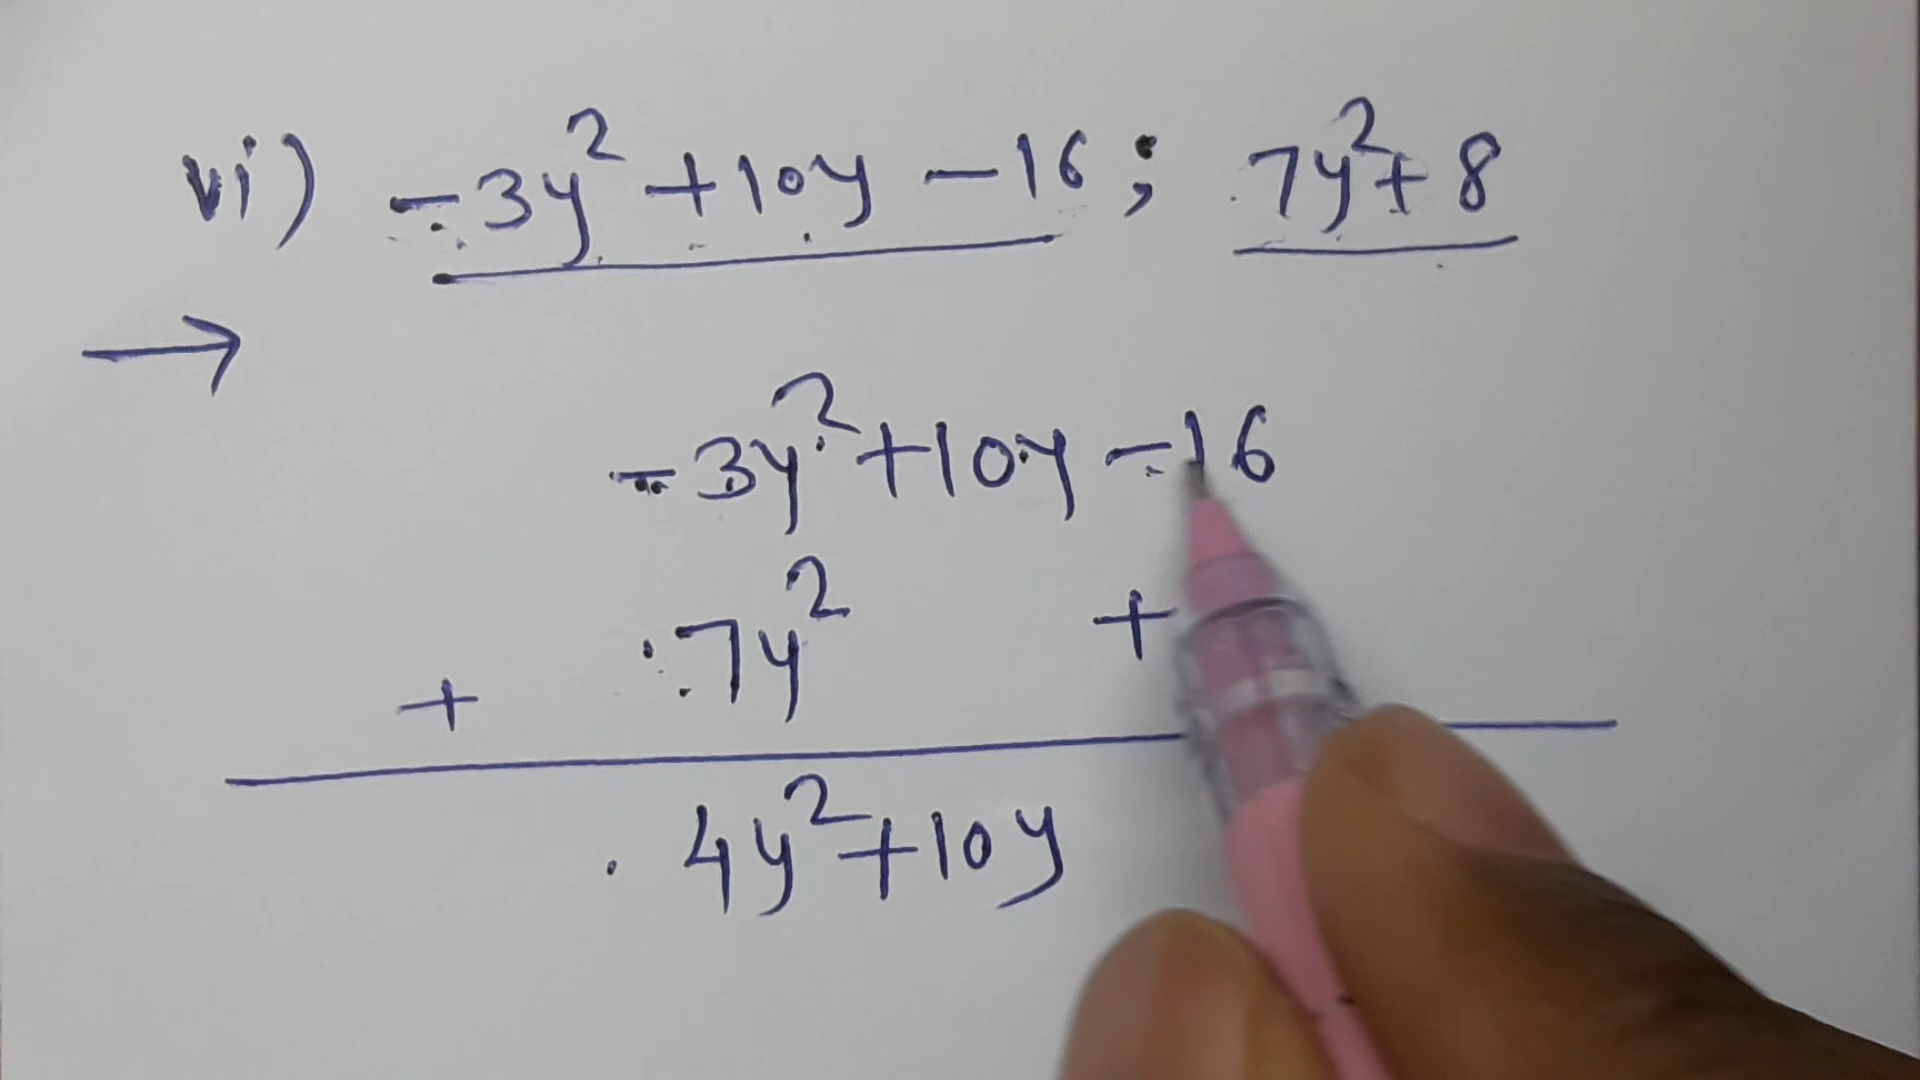 vi) -3y² +10y -16 ; 7y²+ 8
→
-3y²+10y -16
+ 7y² +
4y²+10y